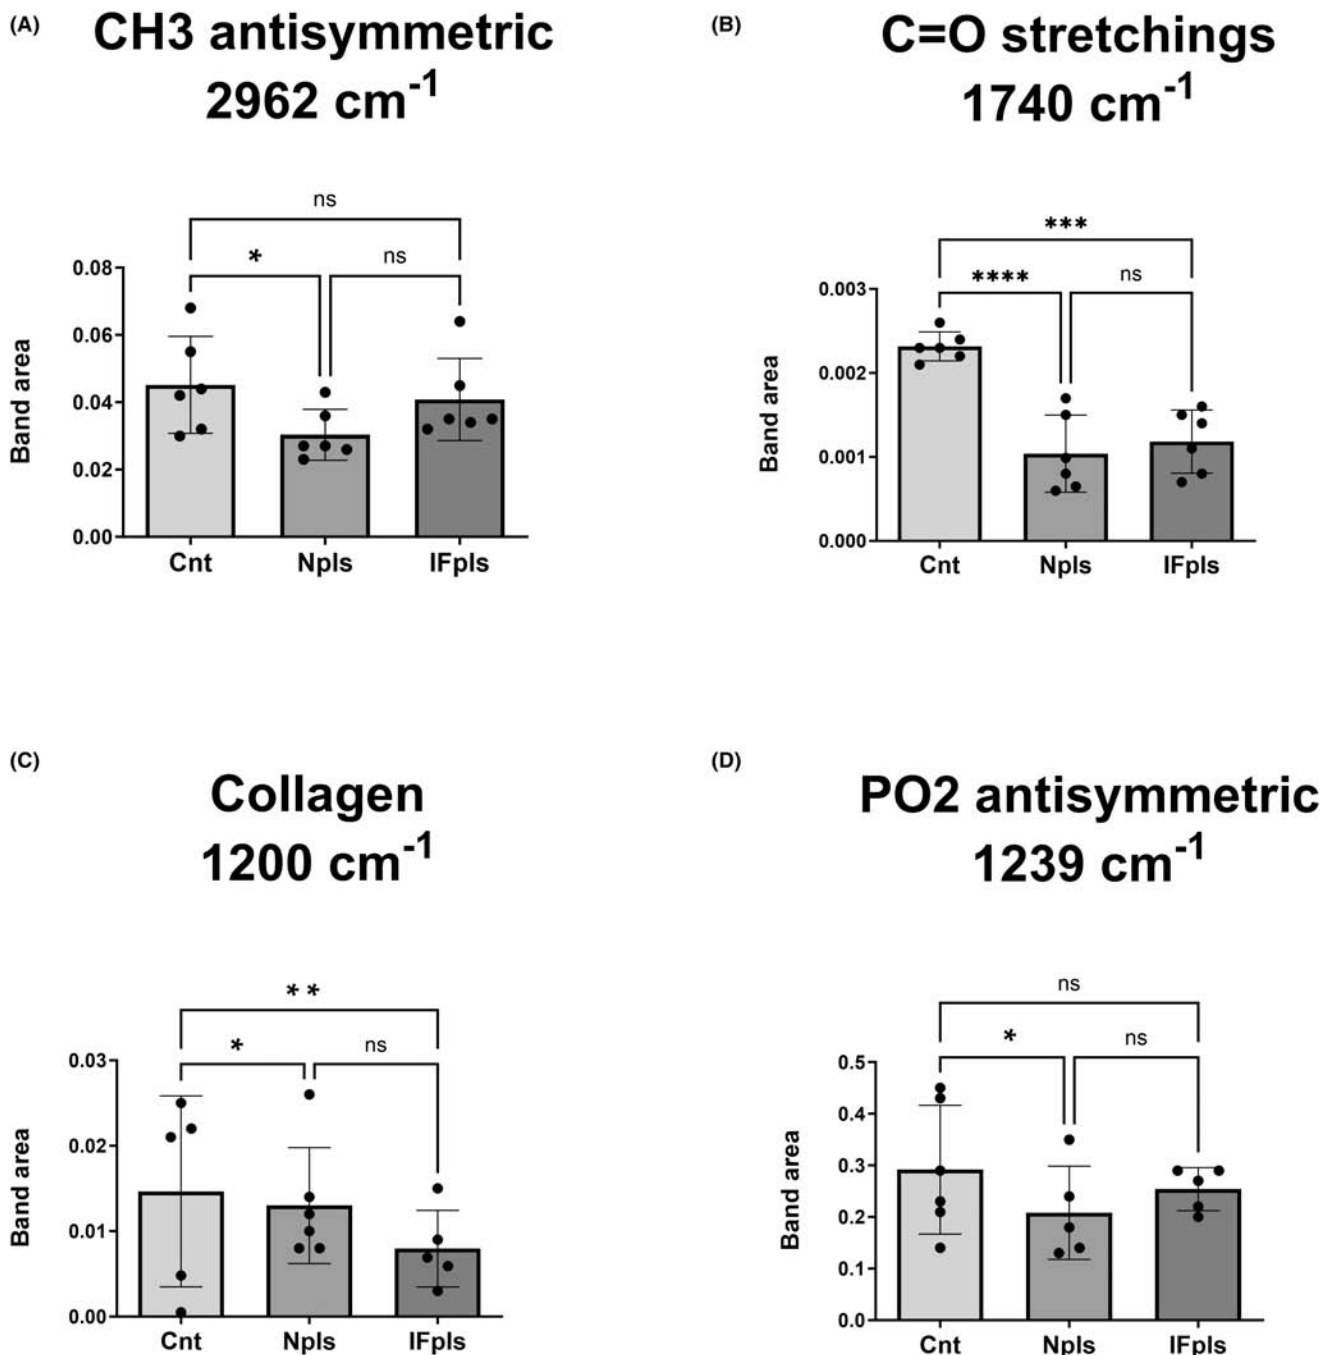 (A)
CH3 antisymmetric
2962 cm-1
ns
*
ns
0.08
0.06
0.04
0.02
0.00
Band area
Cnt
Npls
IFpls
(B)
C=O stretchings
1740 cm-1
***
****
ns
0.003
0.002
0.001
0.000
Band area
Cnt
Npls
IFpls
(C)
Collagen
1200 cm-1
**
*
ns
0.03
0.02
0.01
0.00
Band area
Cnt
Npls
IFpls
(D)
PO2 antisymmetric
1239 cm-1
ns
*
ns
0.5
0.4
0.3
0.2
0.1
0.0
Band area
Cnt
Npls
IFpls